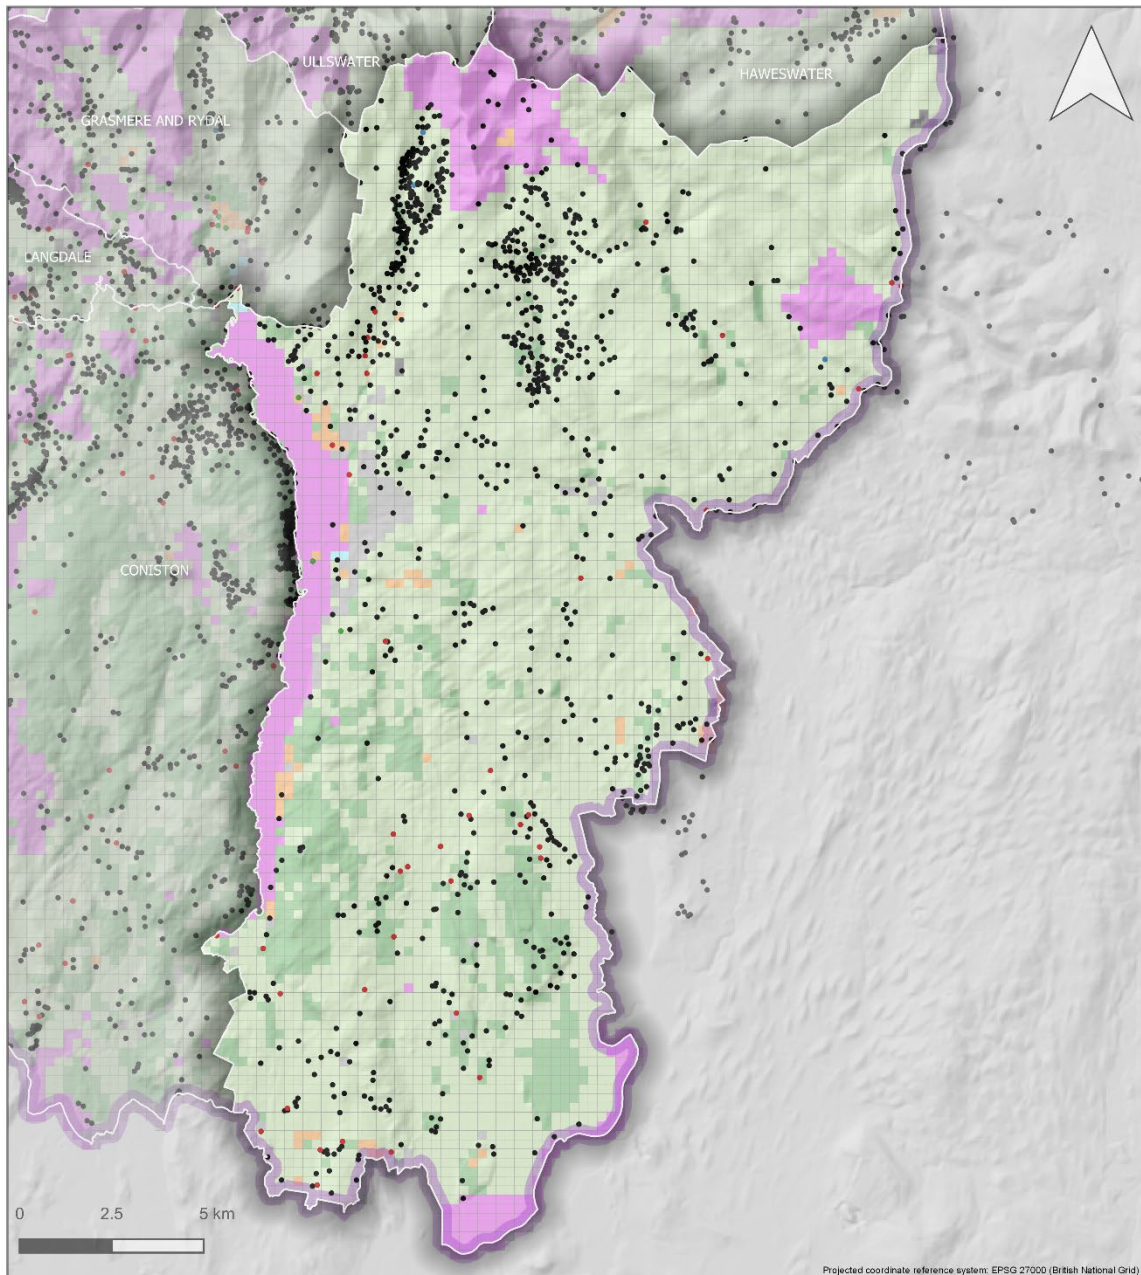 ULLSWATER
HAWESWATER
GRASMERE AND RYDAL
LANGDALE
CONISTON
0 2.5 5 km
Projected coordinate reference system: EPSG 27000 (British National Grid)